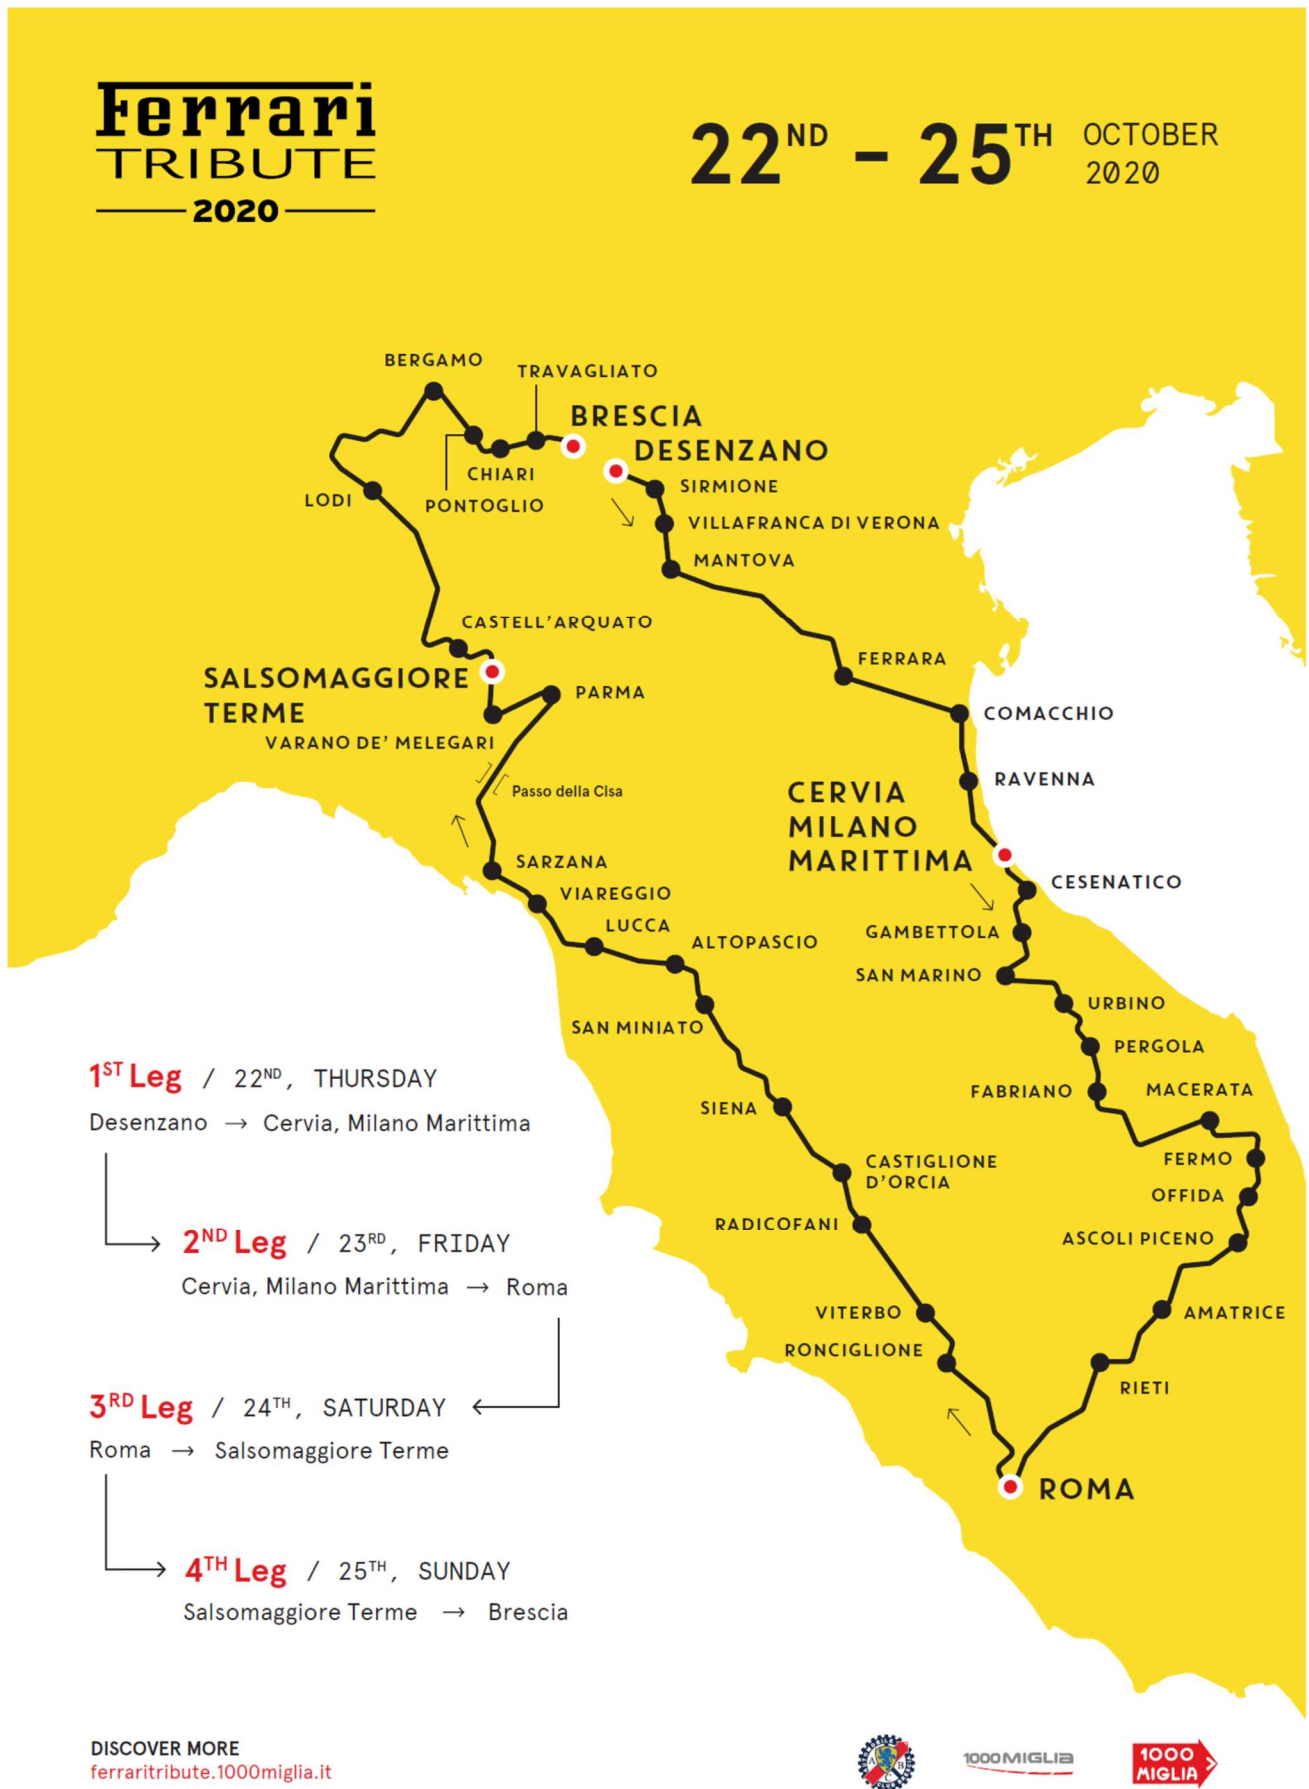 Ferrari
TRIBUTE
2020
22ND - 25TH OCTOBER
2020
BERGAMO
TRAVAGLIATO
BRESCIA
DESENZANO
CHIARI
SIRMIONE
LODI
PONTOGLIO
VILLAFRANCA DI VERONA
MANTOVA
CASTELL'ARQUATO
FERRARA
SALSOMAGGIORE
TERME
PARMA
COMACCHIO
VARANO DE' MELEGARI
RAVENNA
Passo della Cisa
CERVIA
MILANO
MARITTIMA
SARZANA
CESENATICO
VIAREGGIO
LUCCA
GAMBETTOLA
ALTOPASCIO
SAN MARINO
URBINO
SAN MINIATO
PERGOLA
FABRIANO
MACERATA
SIENA
CASTIGLIONE
D'ORCIA
FERMO
OFFIDA
RADICOFANI
ASCOLI PICENO
VITERBO
AMATRICE
RONCIGLIONE
RIETI
ROMA
1ST Leg / 22ND, THURSDAY
Desenzano → Cervia, Milano Marittima
2ND Leg / 23RD, FRIDAY
Cervia, Milano Marittima → Roma
3RD Leg / 24TH, SATURDAY
Roma → Salsomaggiore Terme
4TH Leg / 25TH, SUNDAY
Salsomaggiore Terme → Brescia
DISCOVER MORE
ferraritribute.1000miglia.it
1000 MIGLIA
1000
MIGLIA